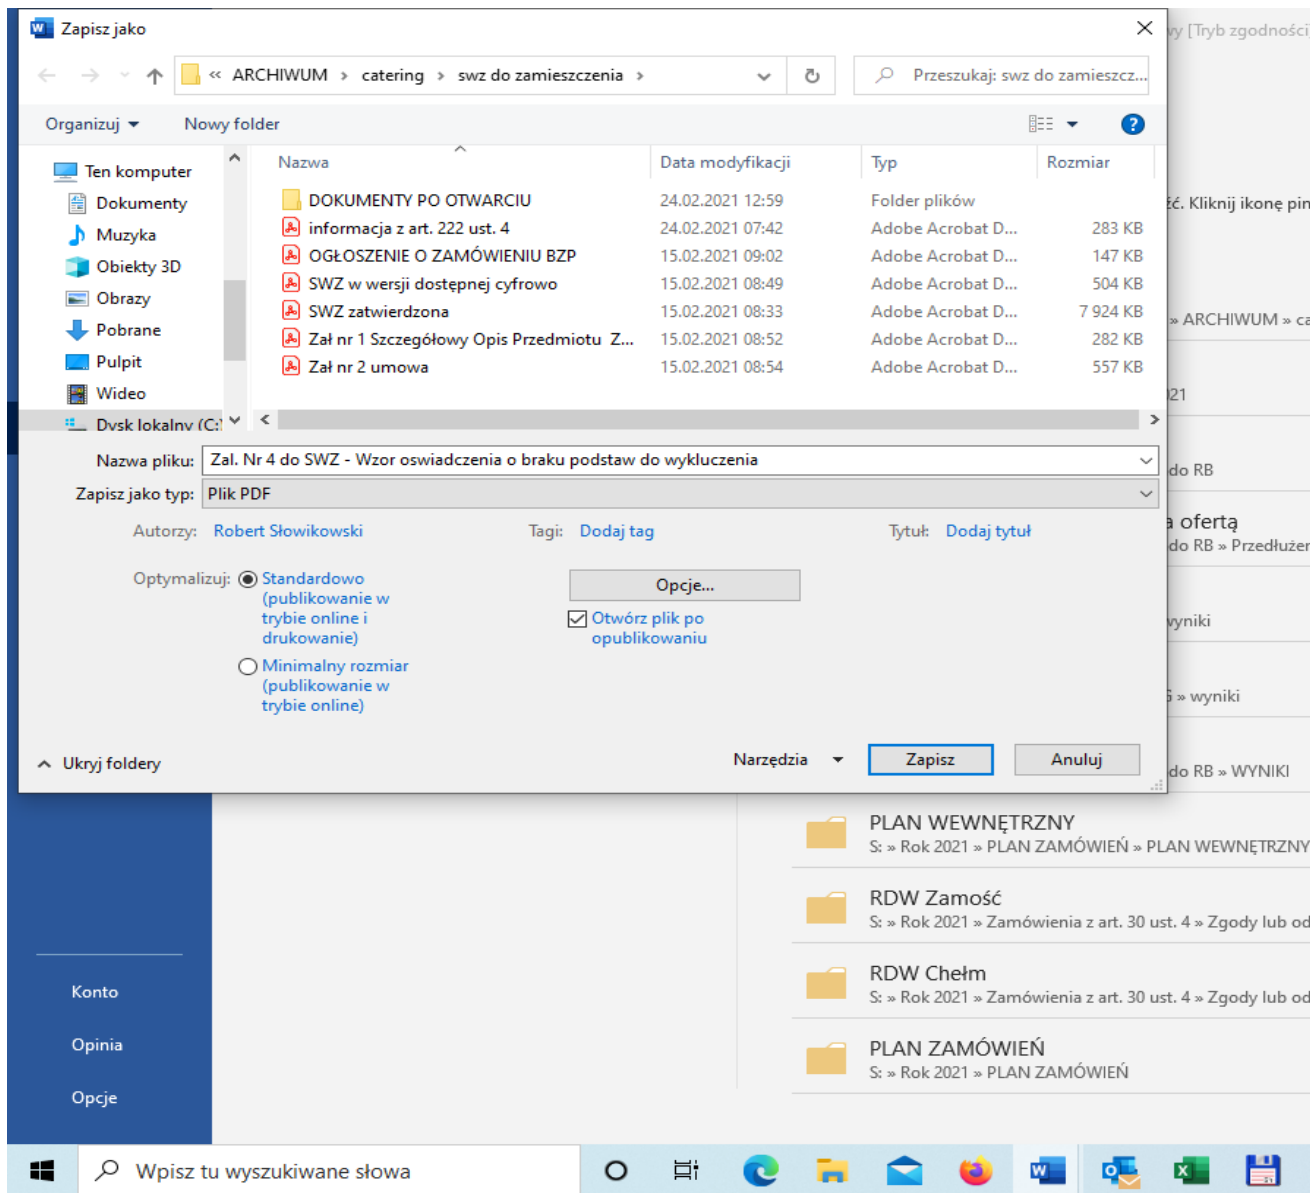 Zapisz jako
« ARCHIWUM › catering › swz do zamieszczenia ›
Przeszukaj: swz do zamieszcz...
Organizuj
Nowy folder
Nazwa Data modyfikacji Typ Rozmiar
Ten komputer
Dokumenty
Muzyka
Obiekty 3D
Obrazy
Pobrane
Pulpit
Wideo
Dysk lokalny (C:)
DOKUMENTY PO OTWARCIU 24.02.2021 12:59 Folder plików
informacja z art. 222 ust. 4 24.02.2021 07:42 Adobe Acrobat D... 283 KB
OGŁOSZENIE O ZAMÓWIENIU BZP 15.02.2021 09:02 Adobe Acrobat D... 147 KB
SWZ w wersji dostępnej cyfrowo 15.02.2021 08:49 Adobe Acrobat D... 504 KB
SWZ zatwierdzona 15.02.2021 08:33 Adobe Acrobat D... 7 924 KB
Zał nr 1 Szczegółowy Opis Przedmiotu Z... 15.02.2021 08:52 Adobe Acrobat D... 282 KB
Zał nr 2 umowa 15.02.2021 08:54 Adobe Acrobat D... 557 KB
Nazwa pliku: Zal. Nr 4 do SWZ - Wzor oswiadczenia o braku podstaw do wykluczenia
Zapisz jako typ: Plik PDF
Autorzy: Robert Słowikowski Tagi: Dodaj tag Tytuł: Dodaj tytuł
Optymalizuj: Standardowo
(publikowanie w
trybie online i
drukowanie)
Minimalny rozmiar
(publikowanie w
trybie online)
Opcje...
Otwórz plik po
opublikowaniu
Ukryj foldery
Narzędzia Zapisz Anuluj
[Tryb zgodności
Kliknij ikonę pin
» ARCHIWUM » ca
021
do RB
a ofertą
do RB » Przedłużen
wyniki
» wyniki
do RB » WYNIKI
PLAN WEWNĘTRZNY
S: » Rok 2021 » PLAN ZAMÓWIEŃ » PLAN WEWNĘTRZNY
RDW Zamość
S: » Rok 2021 » Zamówienia z art. 30 ust. 4 » Zgody lub od
RDW Chełm
S: » Rok 2021 » Zamówienia z art. 30 ust. 4 » Zgody lub od
PLAN ZAMÓWIEŃ
S: » Rok 2021 » PLAN ZAMÓWIEŃ
Konto
Opinia
Opcje
Wpisz tu wyszukiwane słowa